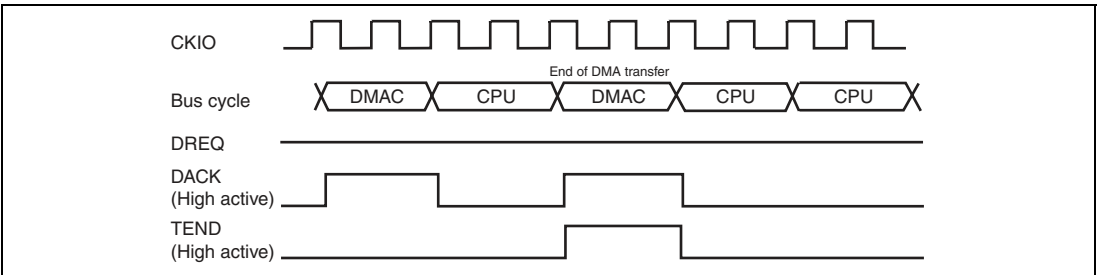 CKIO
End of DMA transfer
Bus cycle DMAC CPU DMAC CPU CPU
DREQ
DACK
(High active)
TEND
(High active)